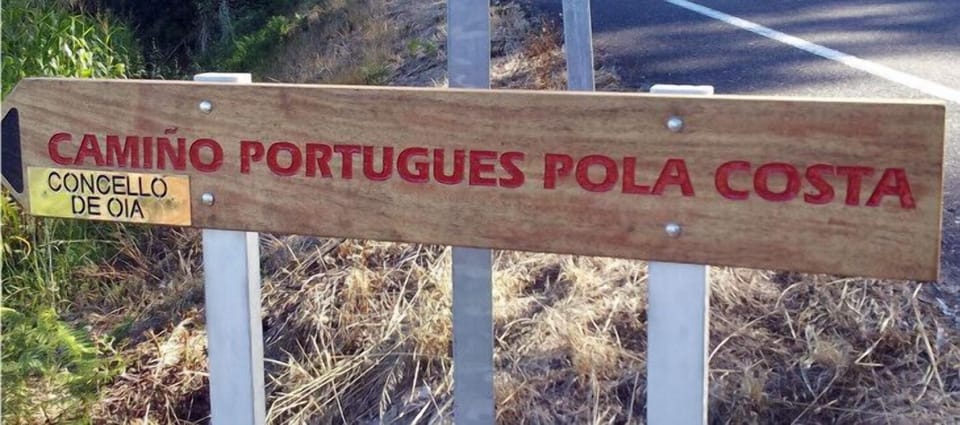 CAMIÑO PORTUGUES POLA COSTA
CONCELLO
DE OIA